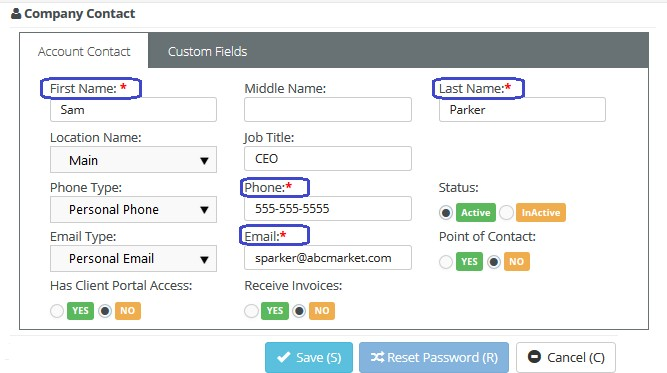 Company Contact
Account Contact Custom Fields
First Name: * Middle Name: Last Name:*
Sam Parker
Location Name: Job Title:
Main CEO
Phone Type: Phone:* Status:
Personal Phone 555-555-5555 Active InActive
Email Type: Email:* Point of Contact:
Personal Email sparker@abcmarket.com YES NO
Has Client Portal Access: Receive Invoices:
YES NO YES NO
Save (S) Reset Password (R) Cancel (C)